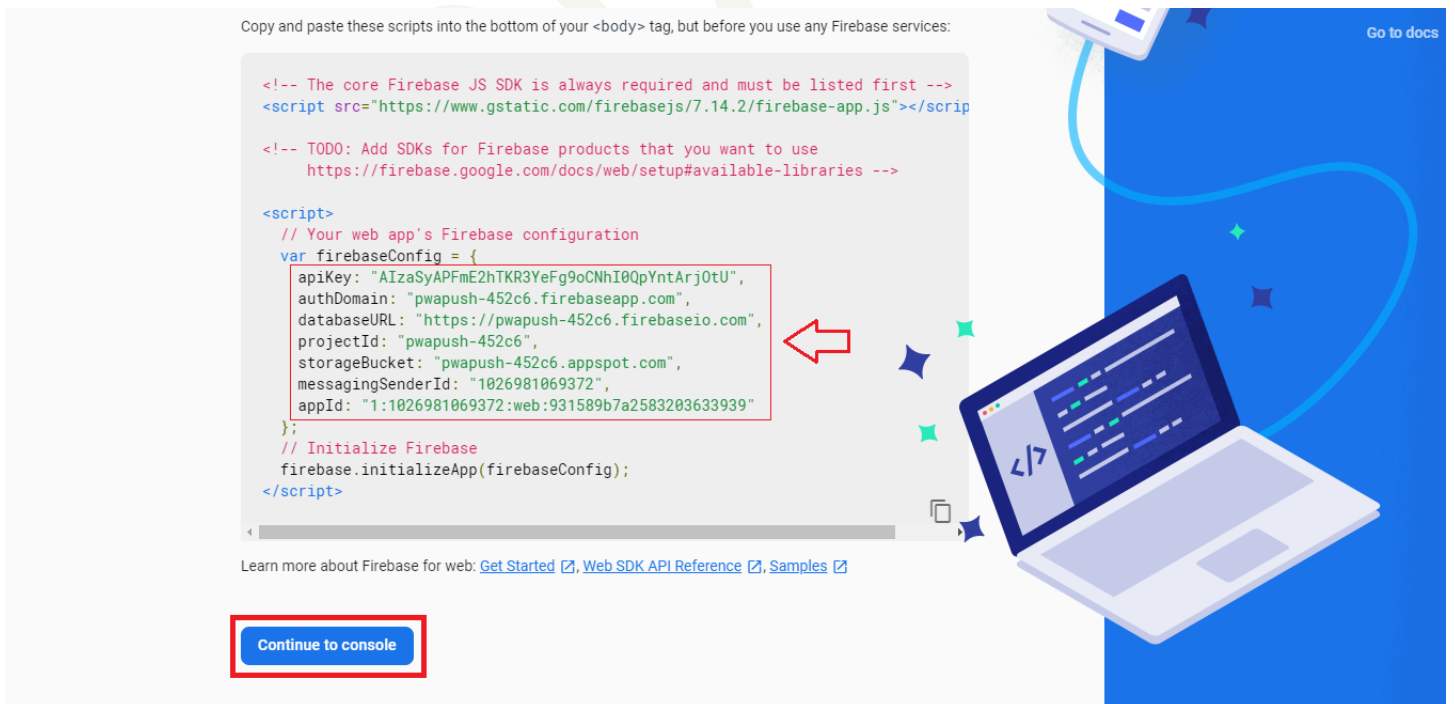 Copy and paste these scripts into the bottom of your <body> tag, but before you use any Firebase services:
Go to docs
<!-- The core Firebase JS SDK is always required and must be listed first -->
<script src="https://www.gstatic.com/firebasejs/7.14.2/firebase-app.js"></scrip
<!-- TODO: Add SDKs for Firebase products that you want to use
https://firebase.google.com/docs/web/setup#available-libraries -->
<script>
// Your web app's Firebase configuration
var firebaseConfig = {
apiKey: "AIzaSyAPFmE2hTKR3YeFg9oCNhI0QpYntArjOtU",
authDomain: "pwapush-452c6.firebaseapp.com",
databaseURL: "https://pwapush-452c6.firebaseio.com",
projectId: "pwapush-452c6",
storageBucket: "pwapush-452c6.appspot.com",
messagingSenderId: "1026981069372",
appId: "1:1026981069372:web:931589b7a2583203633939"
};
// Initialize Firebase
firebase.initializeApp(firebaseConfig);
</script>
Learn more about Firebase for web: Get Started, Web SDK API Reference, Samples
Continue to console